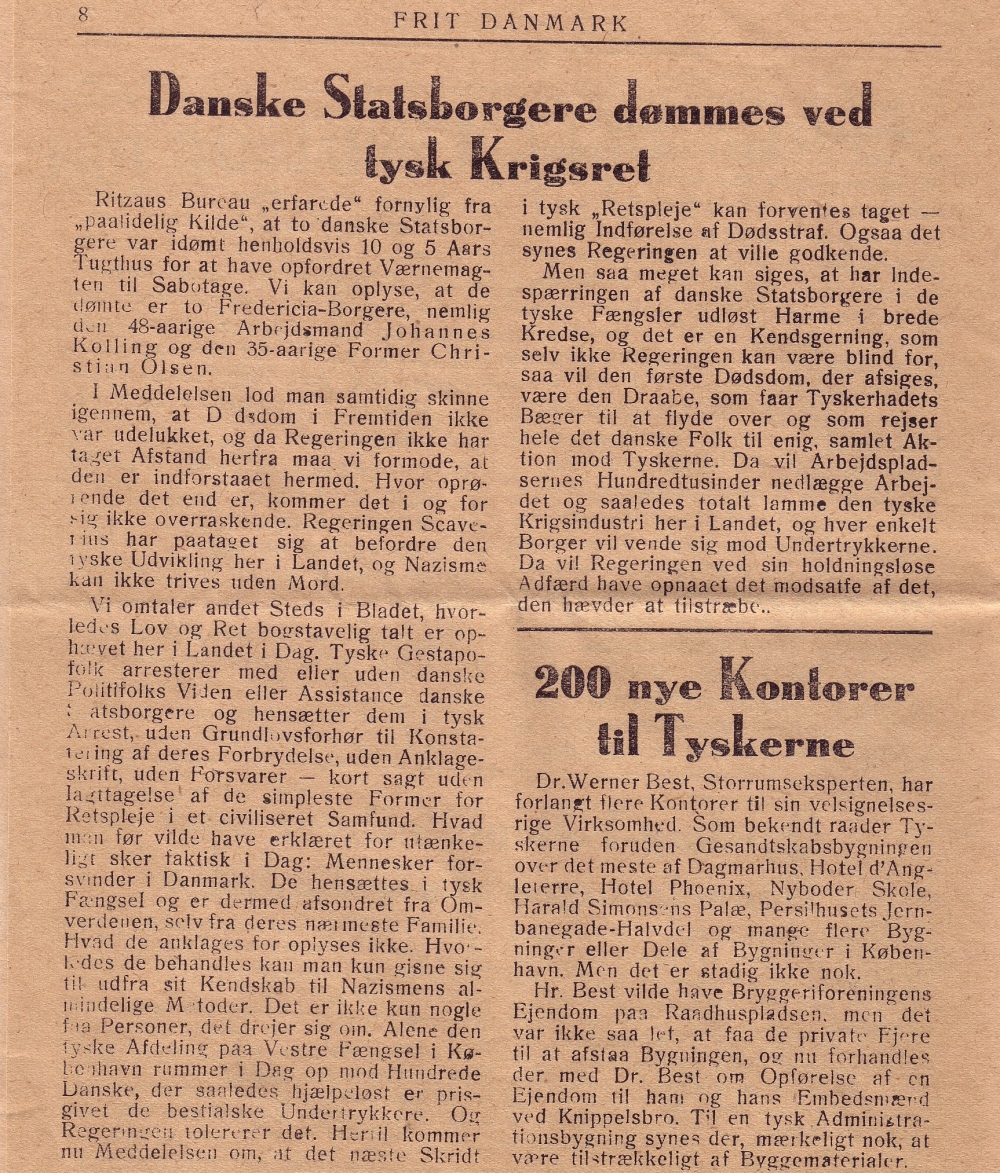 8
FRIT DANMARK
Danske Statsborgere dømmes ved
tysk Krigsret
Ritzaus Bureau „erfarede“ fornylig fra
„paalidelig Kilde“, at to danske Statsbor-
gere var idømt henholdsvis 10 og 5 Aars
Tugthus for at have opfordret Værnemag-
ten til Sabotage. Vi kan oplyse, at de
dømte er to Fredericia-Borgere, nemlig
den 48-aarige Arbejdsmand Johannes
Kolling og den 35-aarige Former Chri-
stian Olsen.
I Meddelelsen lod man samtidig skinne
igennem, at D dsdom i Fremtiden ikke
var udelukket, og da Regeringen ikke har
taget Afstand herfra maa vi formode, at
den er indforstaaet hermed. Hvor oprø-
rende det end er, kommer det i og for
sig ikke overraskende. Regeringen Scave-
nius har paataget sig at befordre den
tyske Udvikling her i Landet, og Nazisme
kan ikke trives uden Mord.
Vi omtaler andet Steds i Bladet, hvor-
ledes Lov og Ret bogstavelig talt er op-
hævet her i Landet i Dag. Tyske Gestapo-
folk arresterer med eller uden danske
Politifolks Viden eller Assistance danske
Statsborgere og hensætter dem i tysk
Arrest, uden Grundlovsforhør til Konsta-
tering af deres Forbrydelse, uden Anklage-
skrift, uden Forsvarer — kort sagt uden
Iagttagelse af de simpleste Former for
Retspleje i et civiliseret Samfund. Hvad
man før vilde have erklæret for utænke-
ligt sker faktisk i Dag: Mennesker for-
svinder i Danmark. De hensættes i tysk
Fængsel og er dermed afsondret fra Om-
verdenen, selv fra deres nærmeste Familie.
Hvad de anklages for oplyses ikke. Hvor-
ledes de behandles kan man kun gisne sig
til udfra sit Kendskab til Nazismens al-
mindelige Metoder. Det er ikke kun nogle
faa Personer, det drejer sig om. Alene den
tyske Afdeling paa Vestre Fængsel i Kø-
benhavn rummer i Dag op mod Hundrede
Danske, der saaledes hjælpeløst er pris-
givet de bestialske Undertrykkere. Og
Regeringen tolererer det. Hertil kommer
nu Meddelelsen om, at det næste Skridt
i tysk „Retspleje“ kan forventes taget —
nemlig Indførelse af Dødsstraf. Ogsaa det
synes Regeringen at ville godkende.
Men saa meget kan siges, at har Inde-
spærringen af danske Statsborgere i de
tyske Fængsler udløst Harme i brede
Kredse, og det er en Kendsgerning, som
selv ikke Regeringen kan være blind for,
saa vil den første Dødsdom, der afsiges,
være den Draabe, som faar Tyskerhadets
Bæger til at flyde over og som rejser
hele det danske Folk til enig, samlet Ak-
tion mod Tyskerne. Da vil Arbejdsplad-
sernes Hundredtusinder nedlægge Arbej-
det og saaledes totalt lamme den tyske
Krigsindustri her i Landet, og hver enkelt
Borger vil vende sig mod Undertrykkerne.
Da vil Regeringen ved sin holdningsløse
Adfærd have opnaaet det modsatte af det,
den hævder at tilstræbe..
200 nye Kontorer
til Tyskerne
Dr. Werner Best, Storrumseksperten, har
forlangt flere Kontorer til sin velsignelses-
rige Virksomhed. Som bekendt raader Ty-
skerne foruden Gesandtskabsbygningen
over det meste af Dagmarhus, Hotel d'Ang-
leterre, Hotel Phoenix, Nyboder Skole,
Harald Simonsens Palæ, Persilhusets Jern-
banegade-Halvdel og mange flere Byg-
ninger eller Dele af Bygninger i Køben-
havn. Men det er stadig ikke nok.
Hr. Best vilde have Bryggeriforeningens
Ejendom paa Raadhuspladsen, men det
var ikke saa let, at faa de private Ejere
til at afstaa Bygningen, og nu forhandles
der med Dr. Best om Opførelse af en
Ejendom til ham og hans Embedsmænd
ved Knippelsbro. Til en tysk Administra-
tionsbygning synes der, mærkeligt nok, at
være tilstrækkeligt af Byggematerialer.